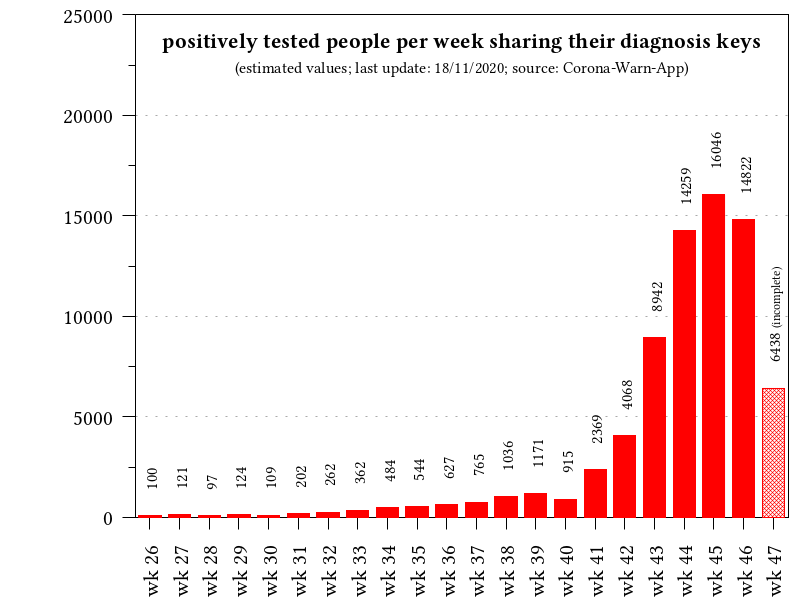 positively tested people per week sharing their diagnosis keys
(estimated values; last update: 18/11/2020; source: Corona-Warn-App)
25000
20000
15000
10000
5000
0
100
121
97
124
109
202
262
362
484
544
627
765
1036
1171
915
2369
4068
8942
14259
16046
14822
6438 (incomplete)
wk 26
wk 27
wk 28
wk 29
wk 30
wk 31
wk 32
wk 33
wk 34
wk 35
wk 36
wk 37
wk 38
wk 39
wk 40
wk 41
wk 42
wk 43
wk 44
wk 45
wk 46
wk 47